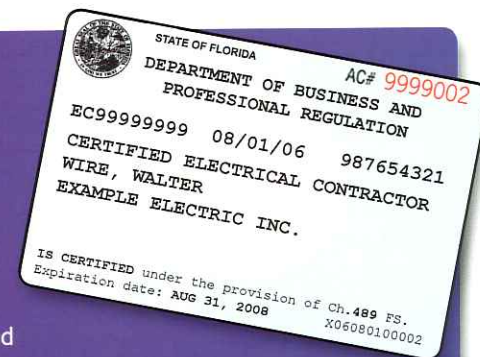 STATE OF FLORIDA
AC# 9999002
DEPARTMENT OF BUSINESS AND
PROFESSIONAL REGULATION
EC99999999 08/01/06 987654321
CERTIFIED ELECTRICAL CONTRACTOR
WIRE, WALTER
EXAMPLE ELECTRIC INC.
IS CERTIFIED under the provision of Ch.489 FS.
Expiration date: AUG 31, 2008 X06080100002
d